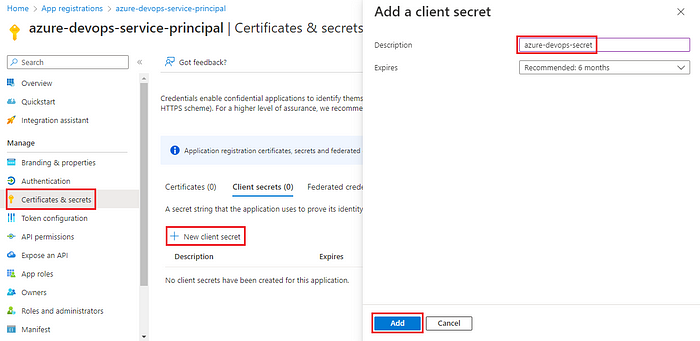 Home > App registrations > azure-devops-service-principal
azure-devops-service-principal | Certificates & secrets
Search
Overview
Quickstart
Integration assistant
Manage
Branding & properties
Authentication
Certificates & secrets
Token configuration
API permissions
Expose an API
App roles
Owners
Roles and administrators
Manifest
Got feedback?
Credentials enable confidential applications to identify thems
HTTPS scheme). For a higher level of assurance, we recomme
Application registration certificates, secrets and federated
Certificates (0) Client secrets (0) Federated crede
A secret string that the application uses to prove its identity
New client secret
Description Expires
No client secrets have been created for this application.
Add a client secret
Description azure-devops-secret
Expires Recommended: 6 months
Add Cancel